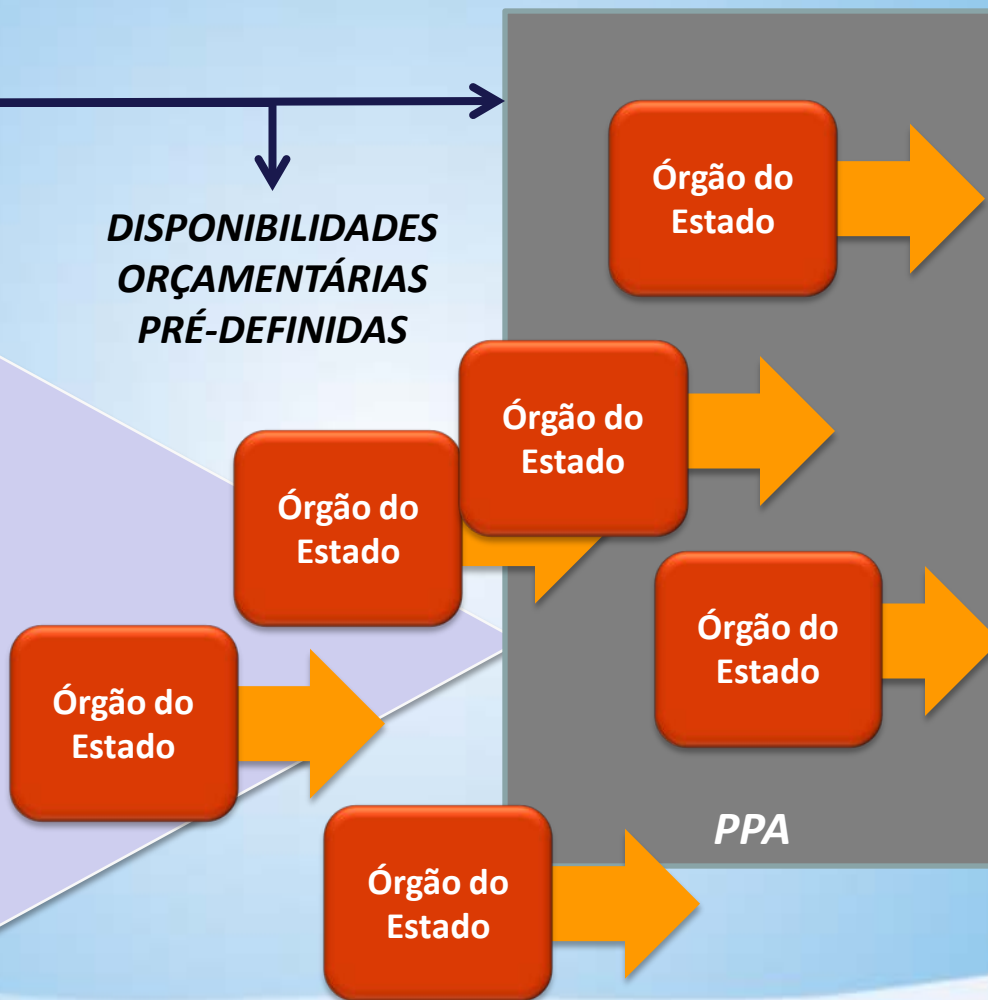 Órgão do
Estado
DISPONIBILIDADES
ORÇAMENTÁRIAS
PRÉ-DEFINIDAS
Órgão do
Estado
Órgão do
Estado
Órgão do
Estado
Órgão do
Estado
PPA
Órgão do
Estado